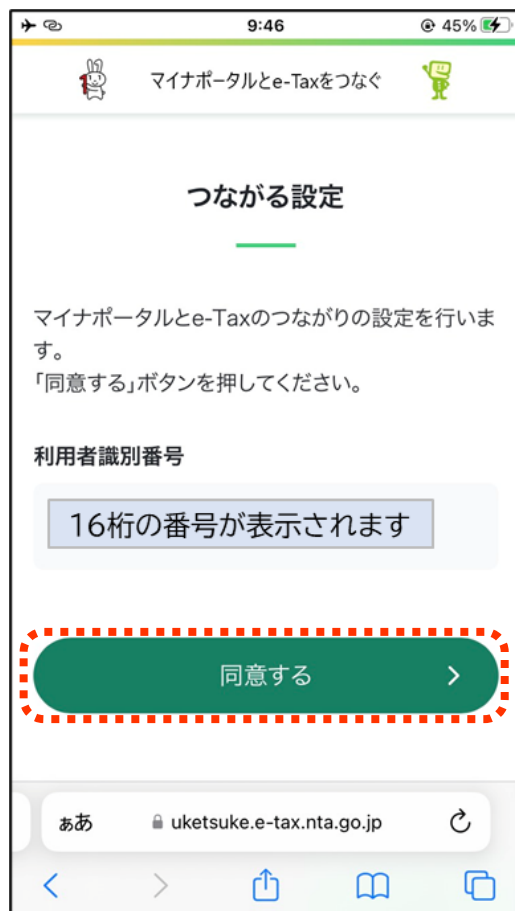 9:46
45%
マイナポータルとe-Taxをつなぐ
つながる設定
マイナポータルとe-Taxのつながりの設定を行いま
す。
「同意する」ボタンを押してください。
利用者識別番号
16桁の番号が表示されます
同意する
ぁあ
uketsuke.e-tax.nta.go.jp